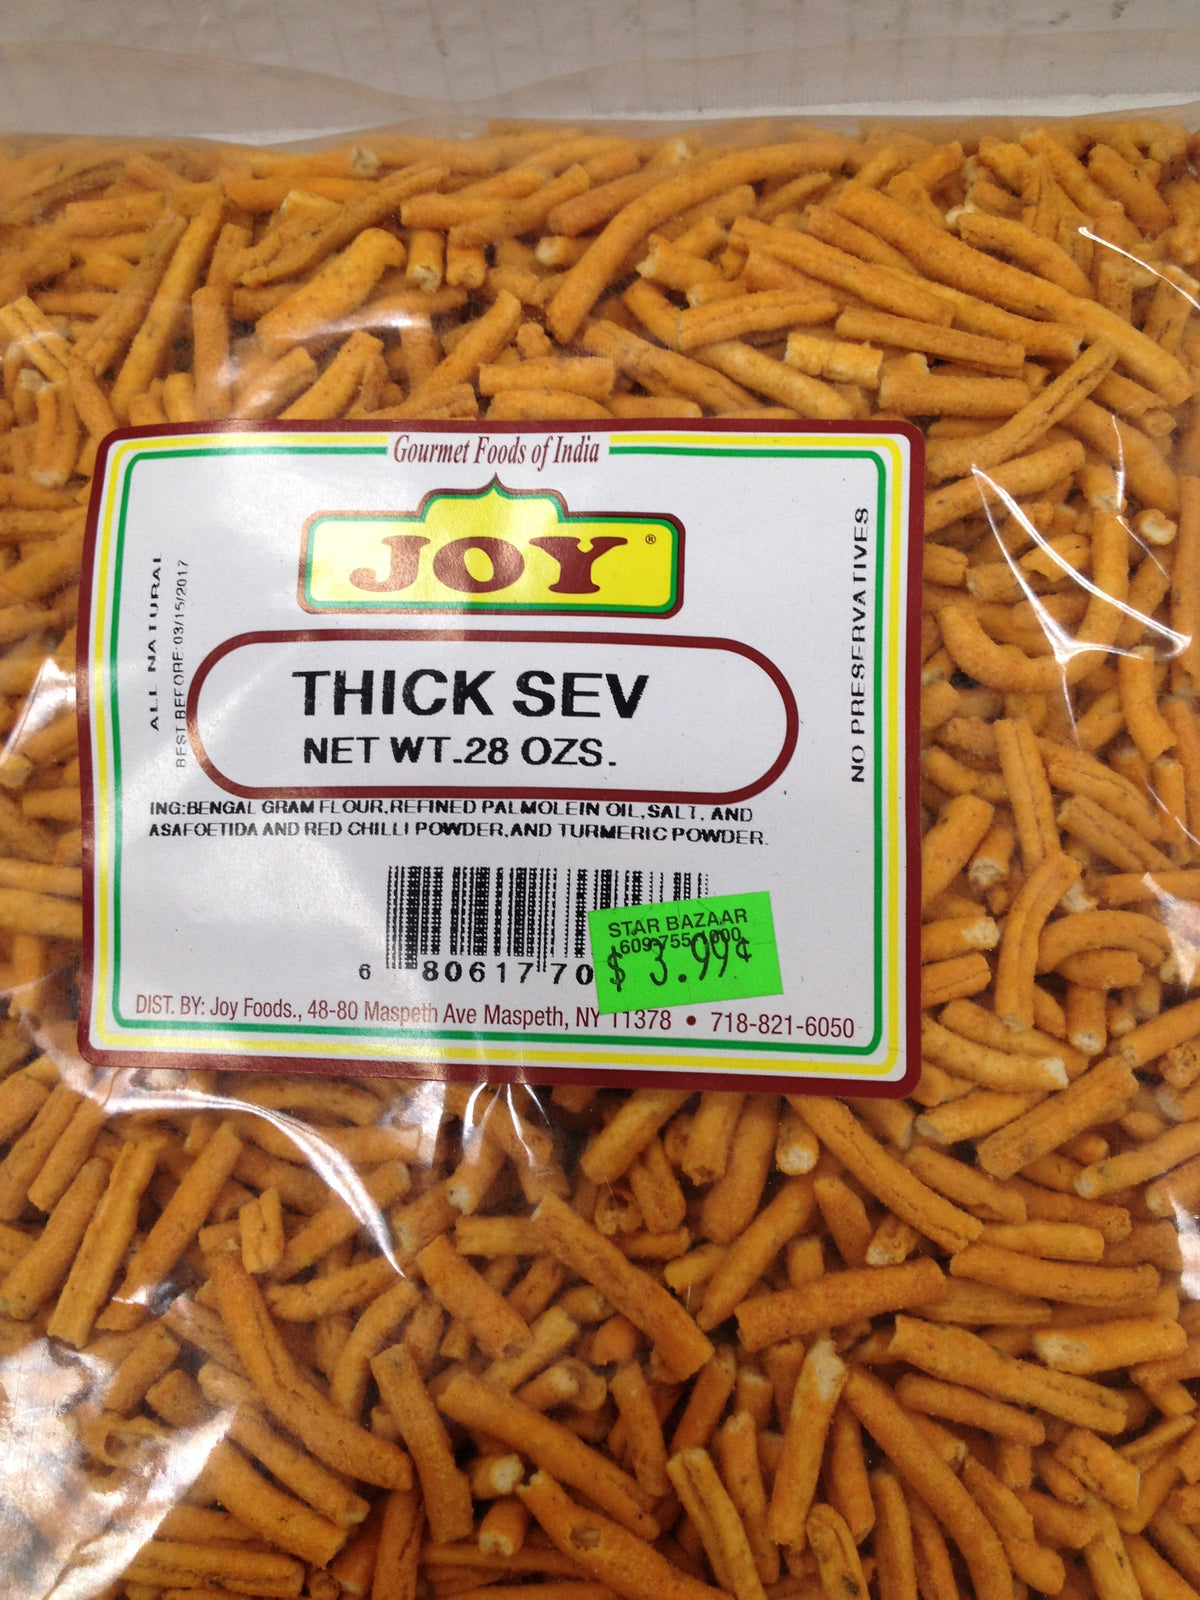 Gourmet Foods of India
JOY®
ALL NATURAL
BEST BEFORE:03/15/2017
NO PRESERVATIVES
THICK SEV
NET WT.28 OZS.
ING:BENGAL GRAM FLOUR,REFINED PALMOLEIN OIL,SALT, AND
ASAFOETIDA AND RED CHILLI POWDER,AND TURMERIC POWDER.
6 80617 70
STAR BAZAAR
609-755-1000
$ 3.99¢
DIST. BY: Joy Foods., 48-80 Maspeth Ave Maspeth, NY 11378 • 718-821-6050